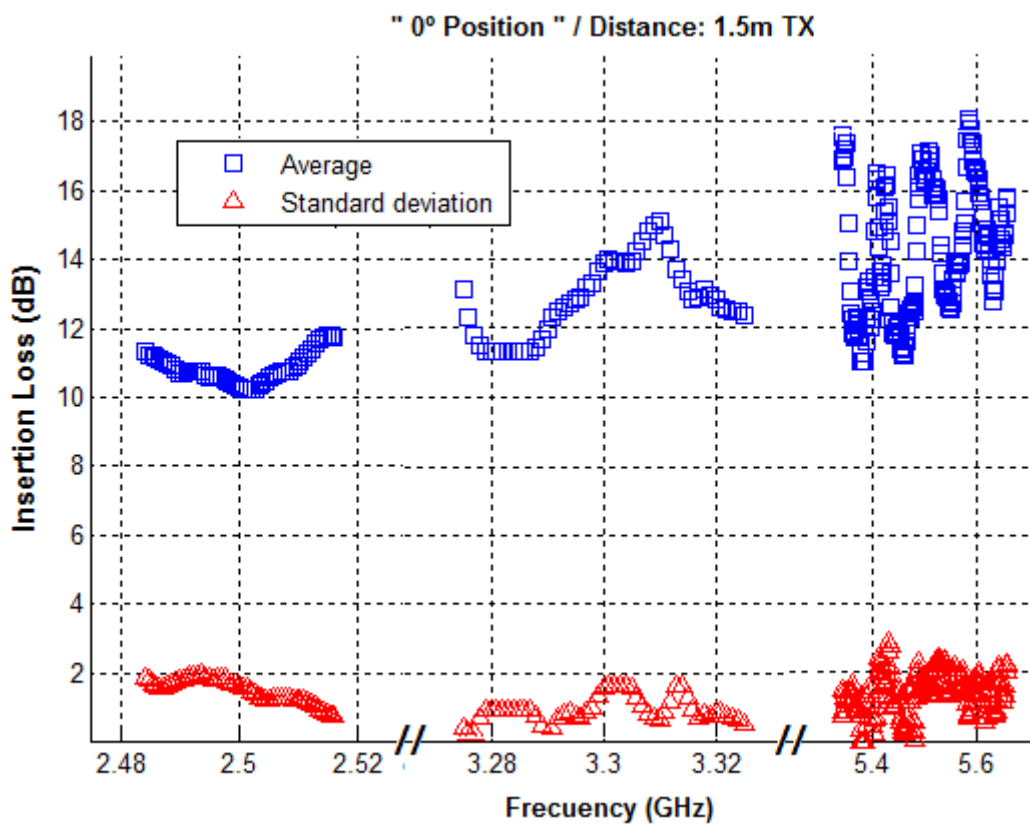 " 0º Position " / Distance: 1.5m TX
Insertion Loss (dB)
18
16
14
12
10
8
6
4
2
Average
Standard deviation
2.48 2.5 2.52 // 3.28 3.3 3.32 // 5.4 5.6
Frecuency (GHz)